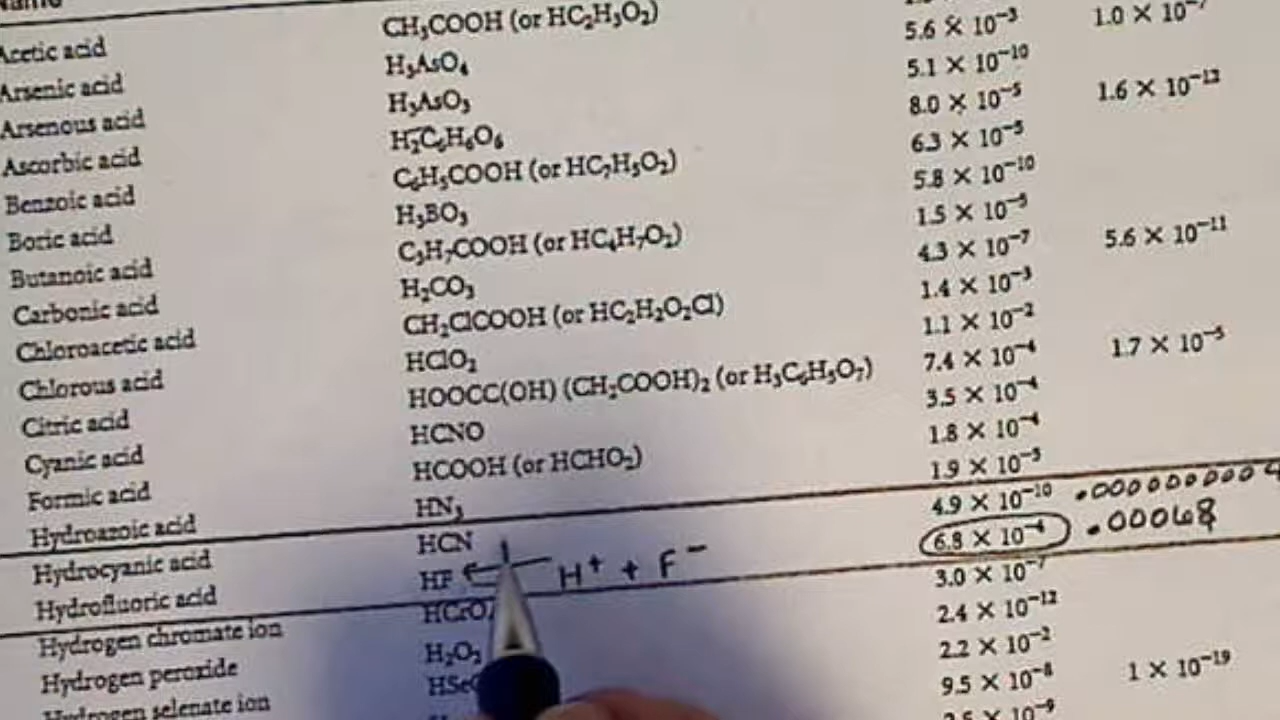 Acetic acid CH₃COOH (or HC₂H₃O₂)
Arsenic acid H₃AsO₄ 5.6 × 10⁻³ 1.0 × 10⁻⁷
Arsenous acid H₃AsO₃ 5.1 × 10⁻¹⁰
Ascorbic acid H₂C₆H₆O₆ 8.0 × 10⁻⁵ 1.6 × 10⁻¹²
Benzoic acid C₆H₅COOH (or HC₇H₅O₂) 6.3 × 10⁻⁵
Boric acid H₃BO₃ 5.8 × 10⁻¹⁰
Butanoic acid C₃H₇COOH (or HC₄H₇O₂) 1.5 × 10⁻⁵
Carbonic acid H₂CO₃ 4.3 × 10⁻⁷ 5.6 × 10⁻¹¹
Chloroacetic acid CH₂ClCOOH (or HC₂H₂O₂Cl) 1.4 × 10⁻³
Chlorous acid HClO₂ 1.1 × 10⁻²
Citric acid HOOCC(OH) (CH₂COOH)₂ (or H₃C₆H₅O₇) 7.4 × 10⁻⁴ 1.7 × 10⁻⁵
Cyanic acid HCNO 3.5 × 10⁻⁴
Formic acid HCOOH (or HCHO₂) 1.8 × 10⁻⁴
Hydroazoic acid HN₃ 1.9 × 10⁻⁵
Hydrocyanic acid HCN 4.9 × 10⁻¹⁰ .0000000004
Hydrofluoric acid HF H⁺ + F⁻ 6.8 × 10⁻⁴ .00068
Hydrogen chromate ion 3.0 × 10⁻⁷
Hydrogen peroxide H₂O₂ 2.4 × 10⁻¹²
Hydrogen selenate ion 2.2 × 10⁻²
9.5 × 10⁻⁸ 1 × 10⁻¹⁹